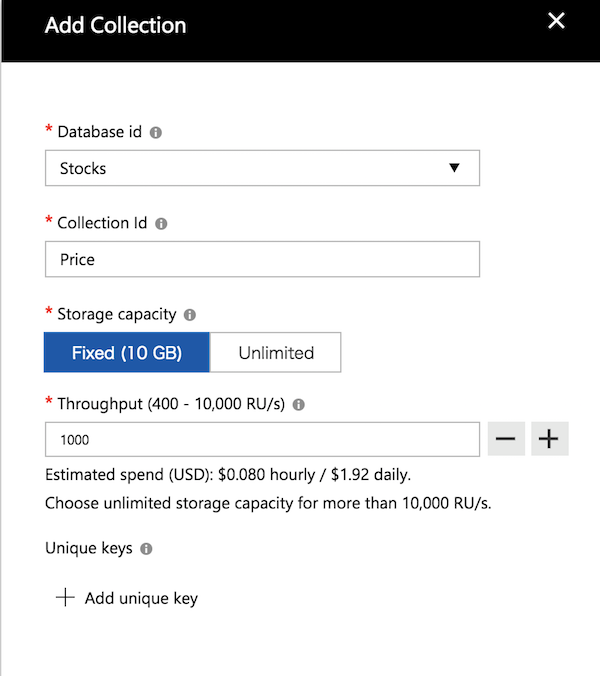 Add Collection
* Database id
Stocks
* Collection Id
Price
* Storage capacity
Fixed (10 GB) Unlimited
* Throughput (400 - 10,000 RU/s)
1000
Estimated spend (USD): $0.080 hourly / $1.92 daily.
Choose unlimited storage capacity for more than 10,000 RU/s.
Unique keys
Add unique key